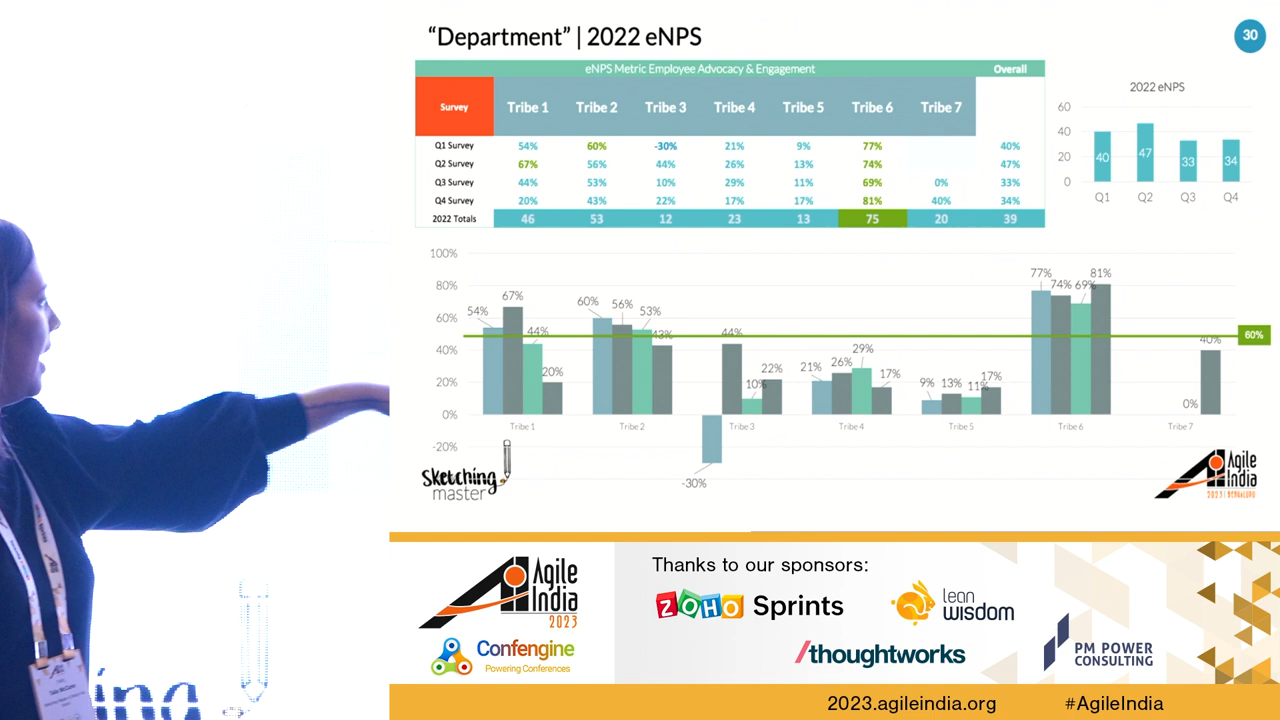 “Department” | 2022 eNPS
30
eNPS Metric Employee Advocacy & Engagement Overall
Survey Tribe 1 Tribe 2 Tribe 3 Tribe 4 Tribe 5 Tribe 6 Tribe 7
Q1 Survey 54% 60% -30% 21% 9% 77% 40%
Q2 Survey 67% 56% 44% 26% 13% 74% 47%
Q3 Survey 44% 53% 10% 29% 11% 69% 0% 33%
Q4 Survey 20% 43% 22% 17% 17% 81% 40% 34%
2022 Totals 46 53 12 23 13 75 20 39
2022 eNPS
60
40
20
0
40 47 33 34
Q1 Q2 Q3 Q4
100%
80%
60%
40%
20%
0%
-20%
54% 67% 44% 20%
60% 56% 53% 43%
-30% 44% 10% 22%
21% 26% 29% 17%
9% 13% 11% 17%
77% 74% 69% 81%
0% 40%
60%
Tribe 1 Tribe 2 Tribe 3 Tribe 4 Tribe 5 Tribe 6 Tribe 7
Sketching
master
Agile
India
2023 | BENGALURU
Agile
India
2023
Confengine
Powering Conferences
Thanks to our sponsors:
ZOHO Sprints
lean
wisdom
/thoughtworks
PM POWER
CONSULTING
2023.agileindia.org #AgileIndia